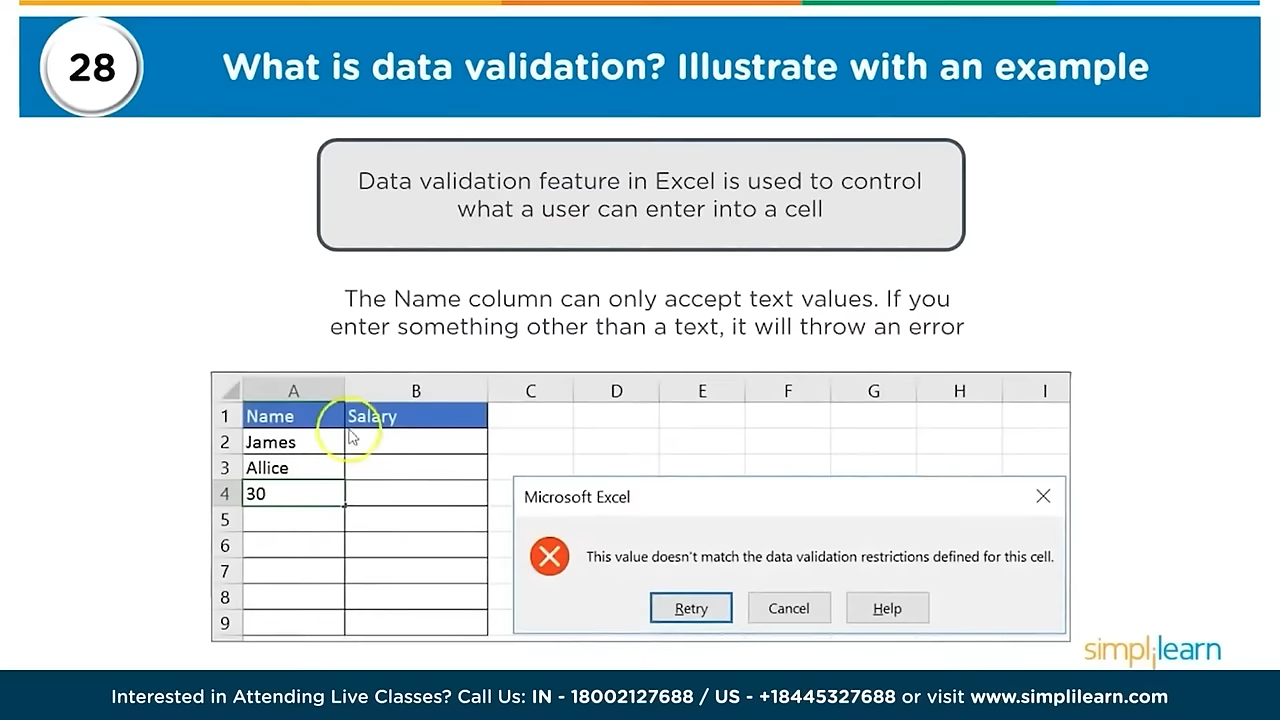 28
What is data validation? Illustrate with an example
Data validation feature in Excel is used to control
what a user can enter into a cell
The Name column can only accept text values. If you
enter something other than a text, it will throw an error
A B C D E F G H I
1 Name Salary
2 James
3 Allice
4 30
5
6
7
8
9
Microsoft Excel
This value doesn't match the data validation restrictions defined for this cell.
Retry Cancel Help
simplilearn
Interested in Attending Live Classes? Call Us: IN - 18002127688 / US - +18445327688 or visit www.simplilearn.com